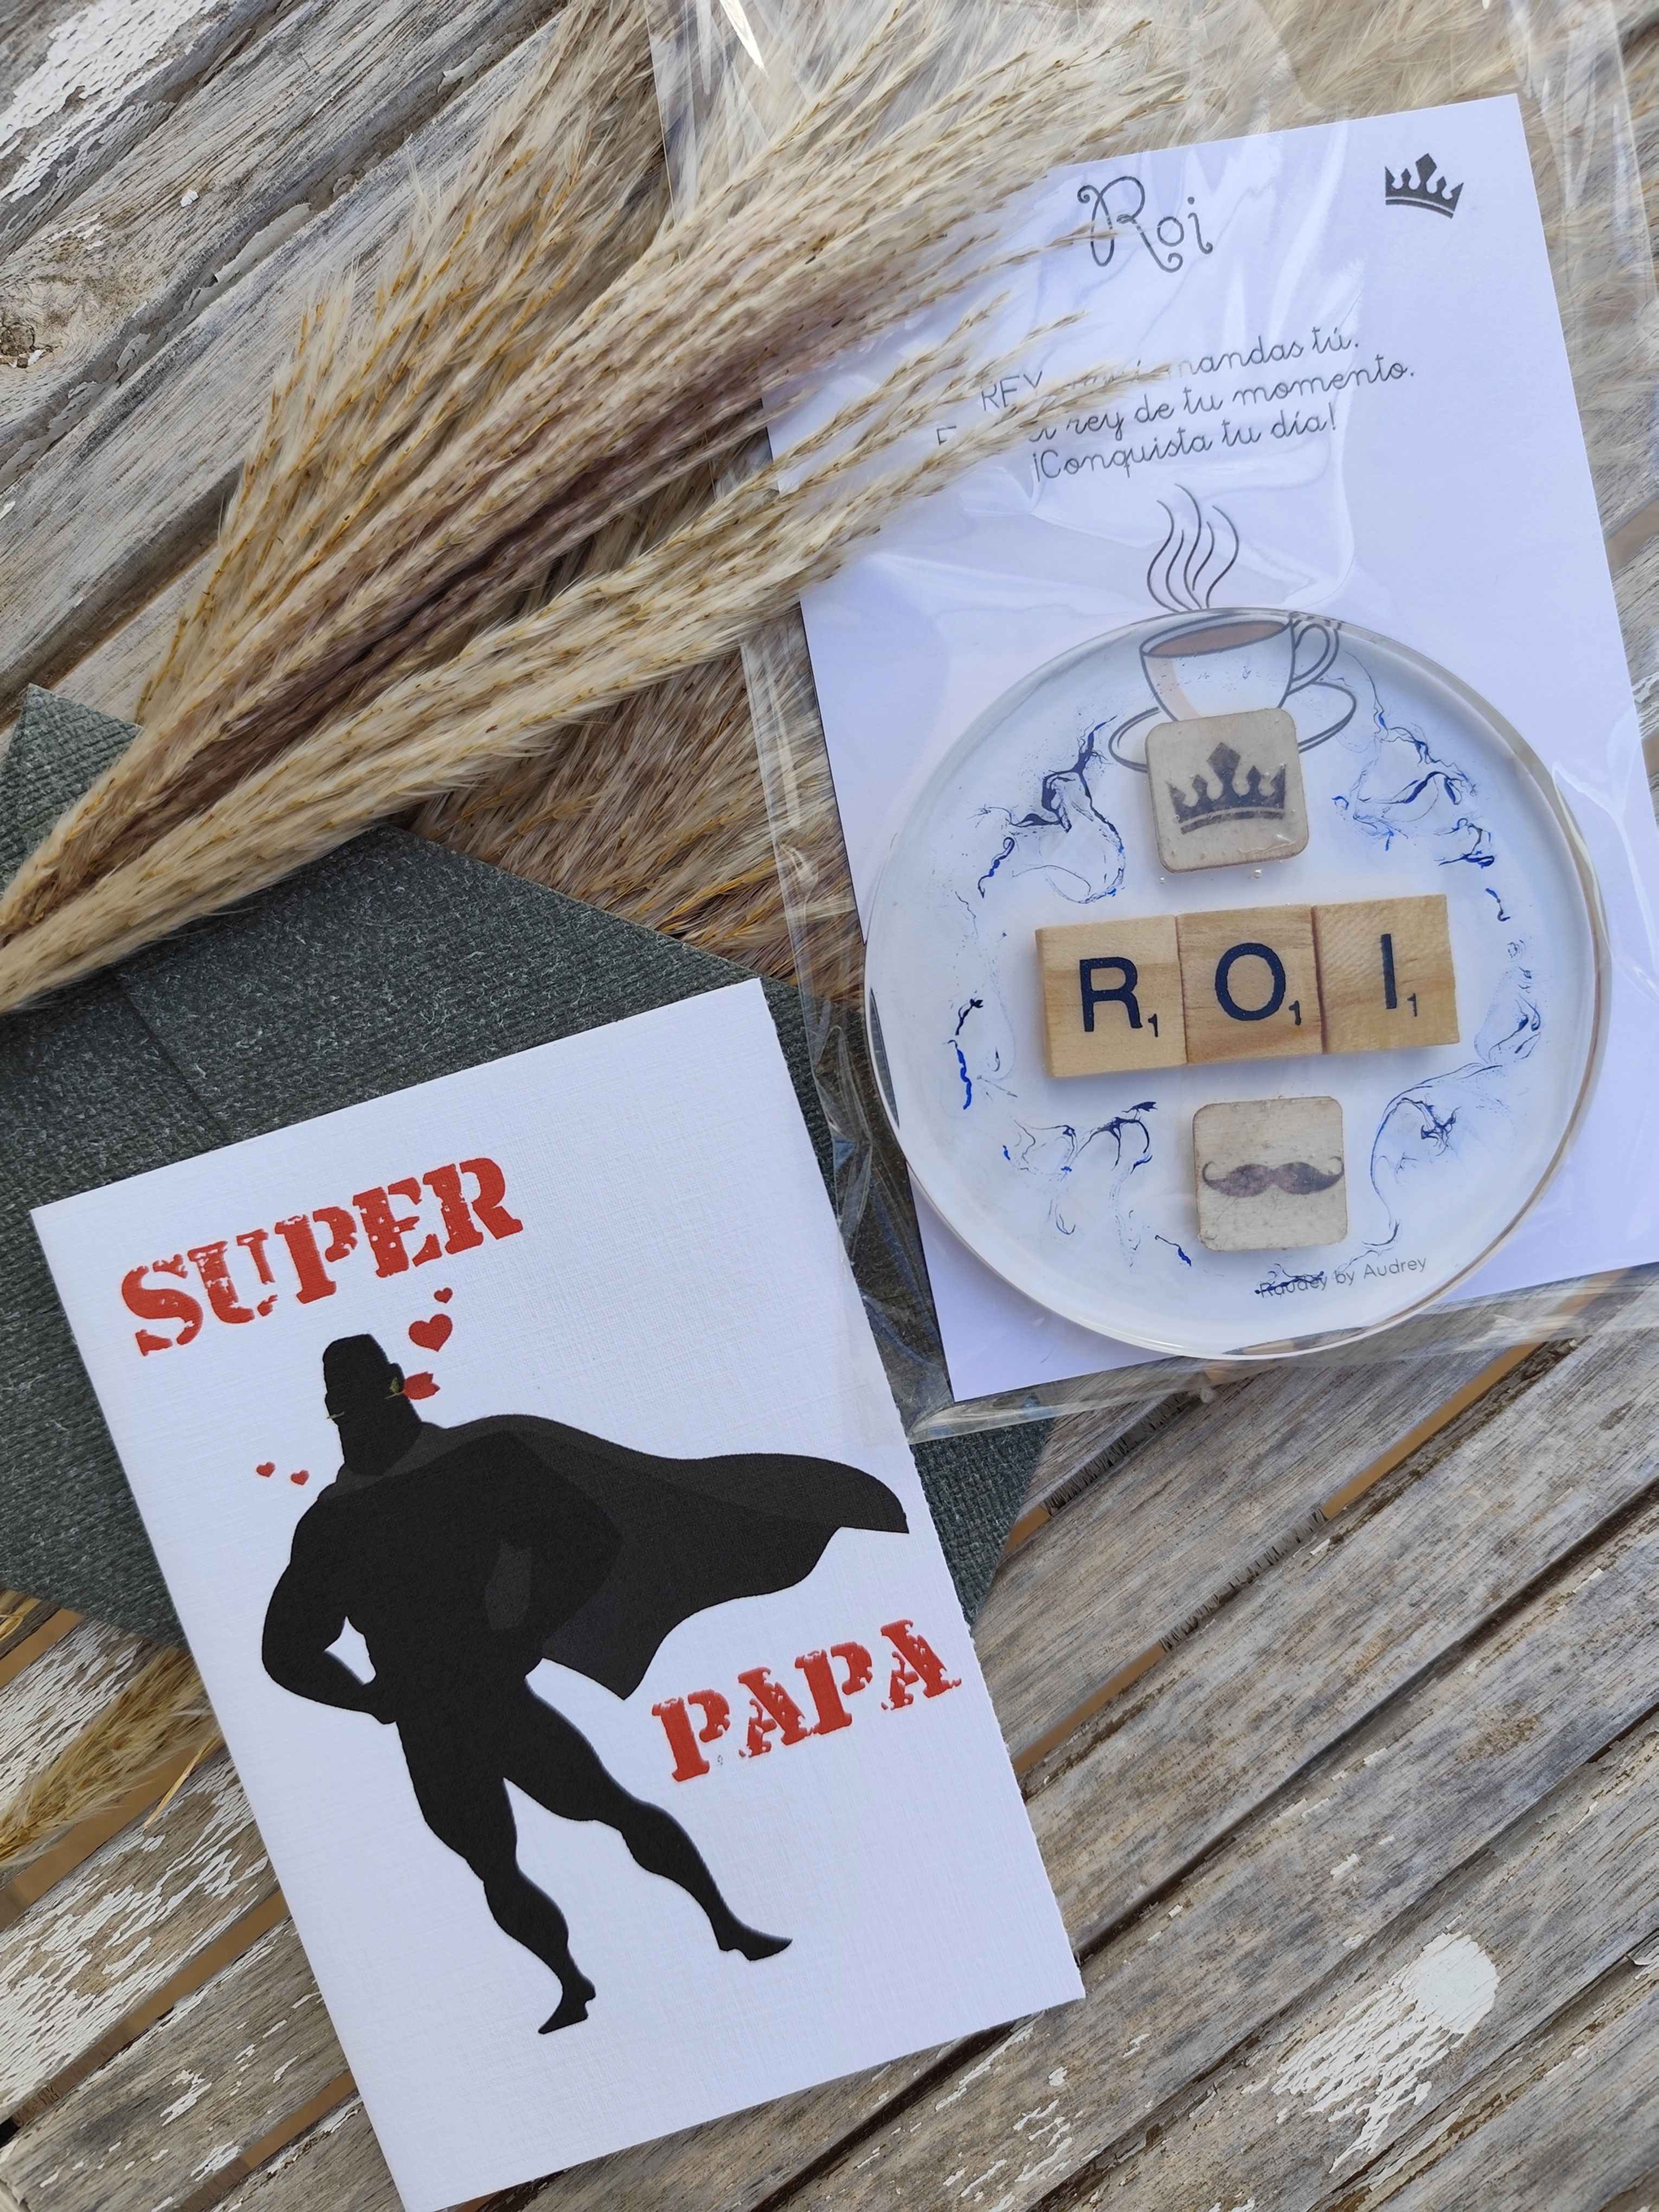 Roi
REY mandas tú.
rey de tu momento.
¡Conquista tu día!
R1 O1 I1
by Audrey
SUPER
PAPA